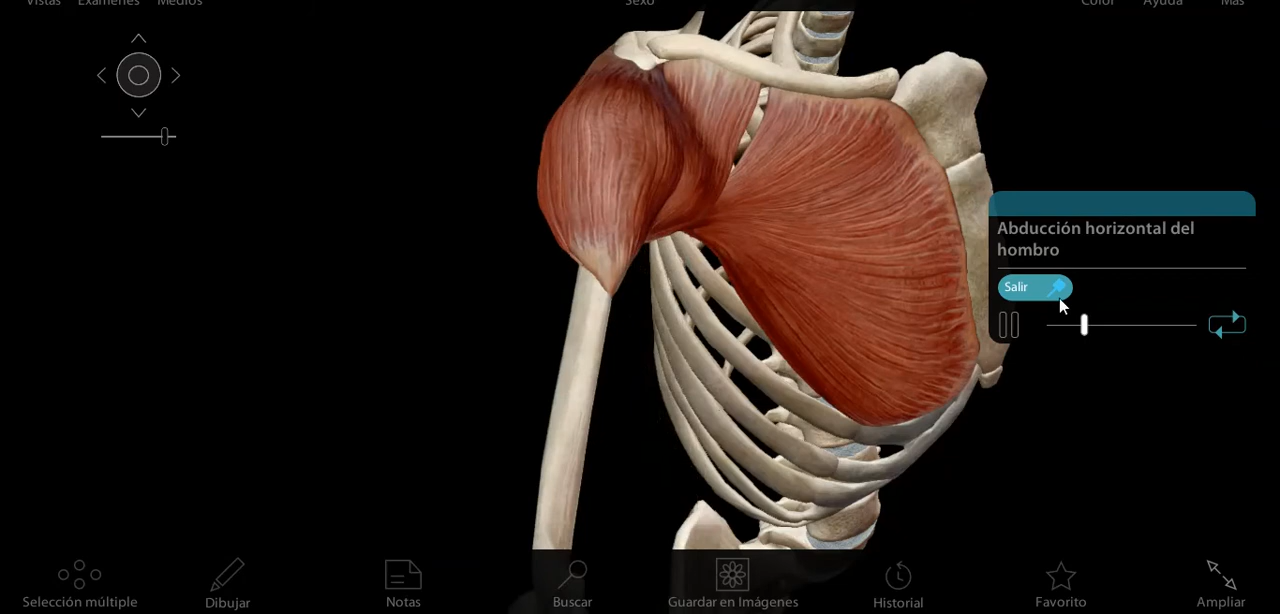 Vistas Exámenes Medios Sexo Color Ayuda Más
Abducción horizontal del
hombro
Salir
Selección múltiple Dibujar Notas Buscar Guardar en Imágenes Historial Favorito Ampliar